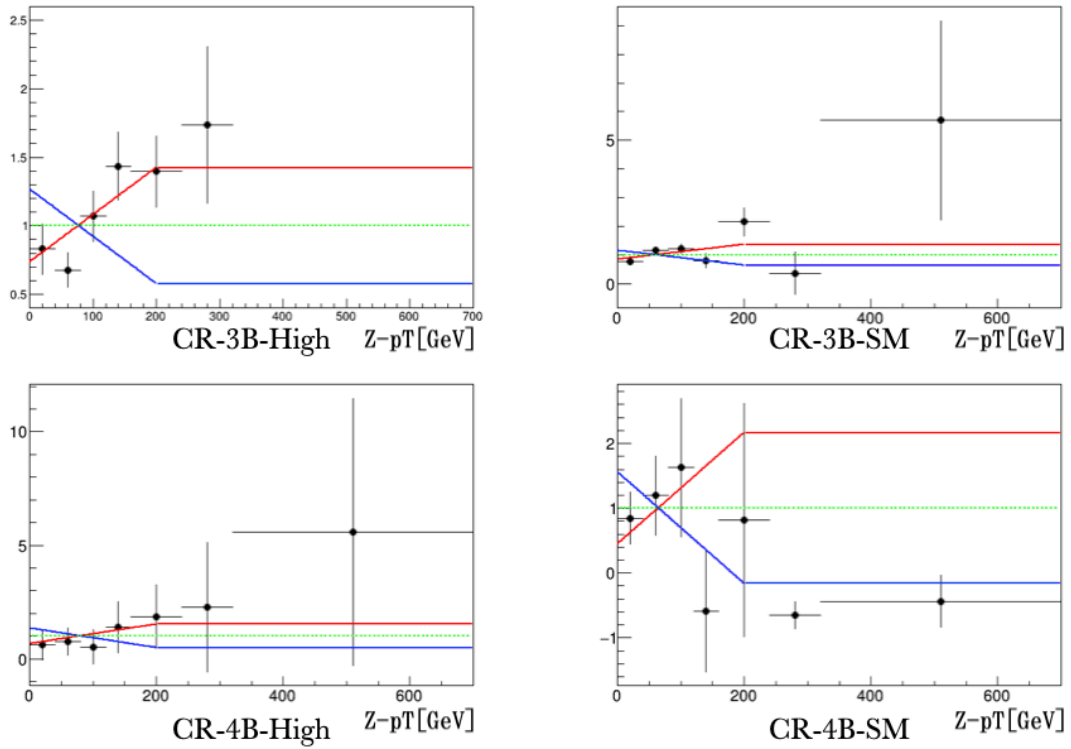 2.5
2
1.5
1
0.5
0 100 200 300 400 500 600 700
CR-3B-High Z-pT[GeV]
5
0
0 200 400 600
CR-3B-SM Z-pT[GeV]
10
5
0
0 200 400 600
CR-4B-High Z-pT[GeV]
2
1
0
−1
0 200 400 600
CR-4B-SM Z-pT[GeV]